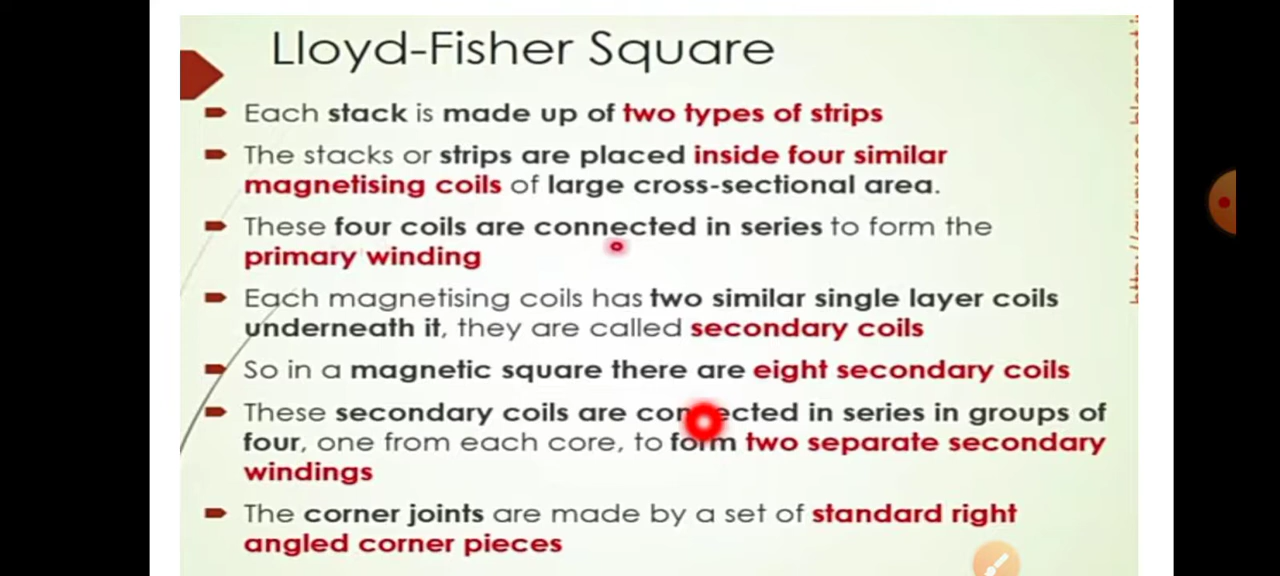 Lloyd-Fisher Square
Each stack is made up of two types of strips
The stacks or strips are placed inside four similar
magnetising coils of large cross-sectional area.
These four coils are connected in series to form the
primary winding
Each magnetising coils has two similar single layer coils
underneath it, they are called secondary coils
So in a magnetic square there are eight secondary coils
These secondary coils are connected in series in groups of
four, one from each core, to form two separate secondary
windings
The corner joints are made by a set of standard right
angled corner pieces